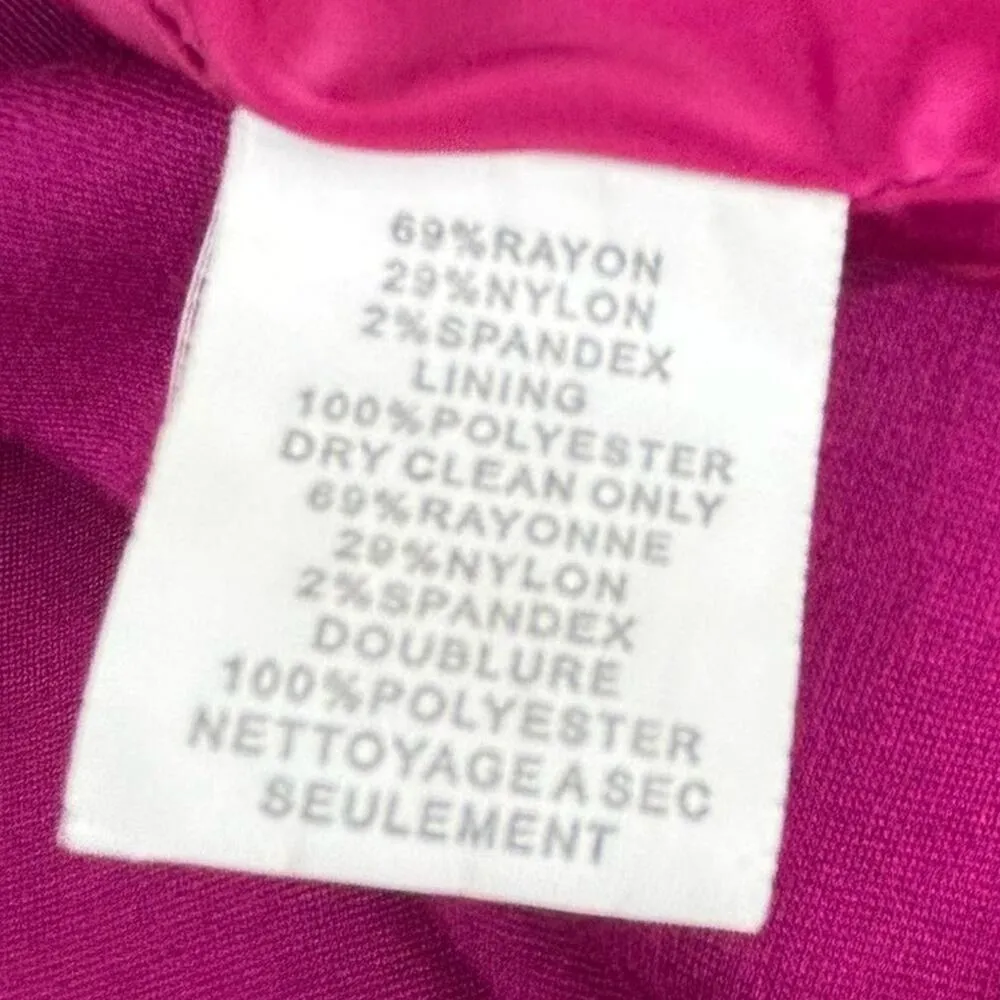 69%RAYON
29%NYLON
2%SPANDEX
LINING
100%POLYESTER
DRY CLEAN ONLY
69%RAYONNE
29%NYLON
2%SPANDEX
DOUBLURE
100%POLYESTER
NETTOYAGE A SEC
SEULEMENT